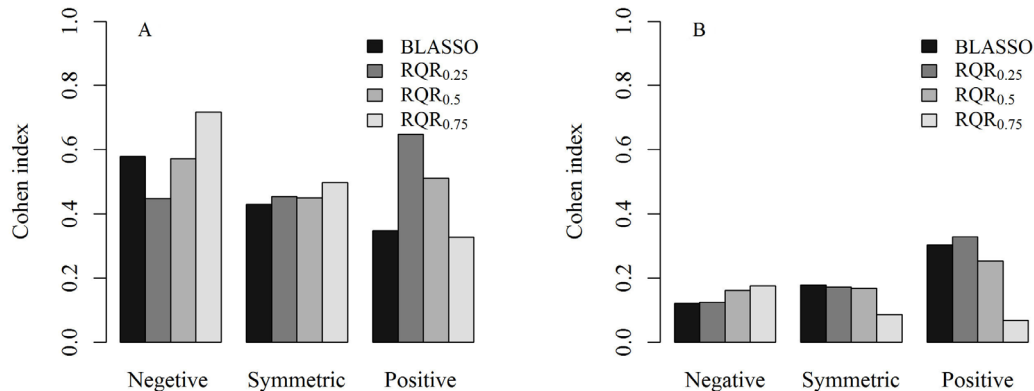 A
BLASSO
RQR0.25
RQR0.5
RQR0.75
Cohen index
1.0
0.8
0.6
0.4
0.2
0.0
Negetive Symmetric Positive
B
BLASSO
RQR0.25
RQR0.5
RQR0.75
Cohen index
1.0
0.8
0.6
0.4
0.2
0.0
Negative Symmetric Positive